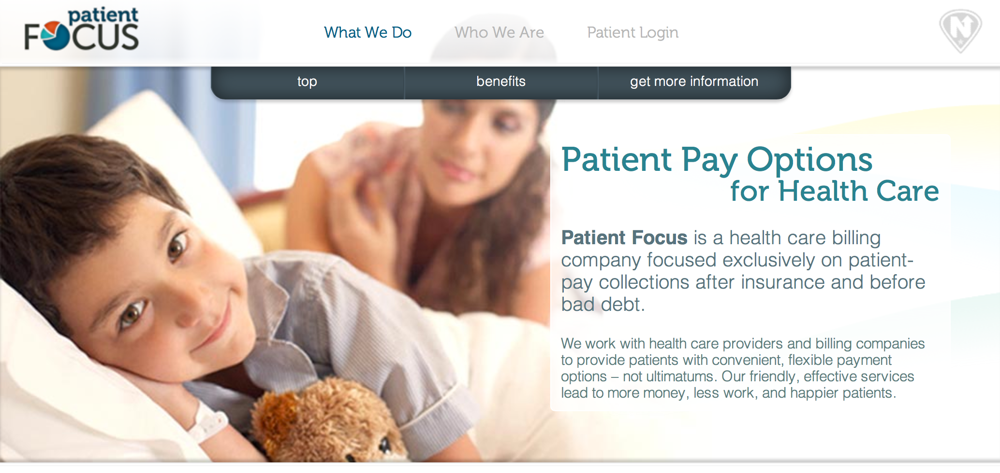 patient
FOCUS
What We Do
Who We Are
Patient Login
N
top
benefits
get more information
Patient Pay Options
for Health Care
Patient Focus is a health care billing
company focused exclusively on patient-
pay collections after insurance and before
bad debt.
We work with health care providers and billing companies
to provide patients with convenient, flexible payment
options – not ultimatums. Our friendly, effective services
lead to more money, less work, and happier patients.